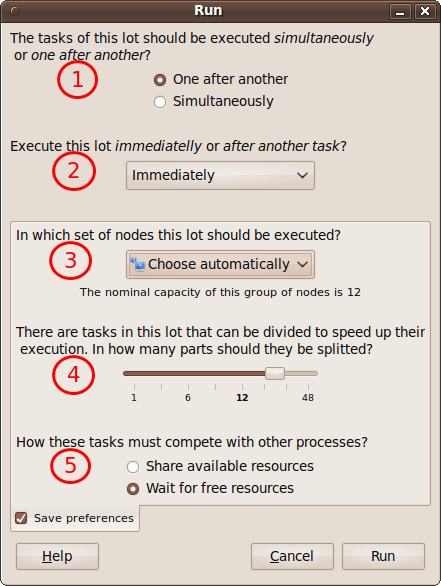 Run
The tasks of this lot should be executed simultaneously
or one after another?
1
One after another
Simultaneously
Execute this lot immediatelly or after another task?
2
Immediately
In which set of nodes this lot should be executed?
3
Choose automatically
The nominal capacity of this group of nodes is 12
There are tasks in this lot that can be divided to speed up their
execution. In how many parts should they be splitted?
4
1 6 12 48
How these tasks must compete with other processes?
5
Share available resources
Wait for free resources
Save preferences
Help Cancel Run